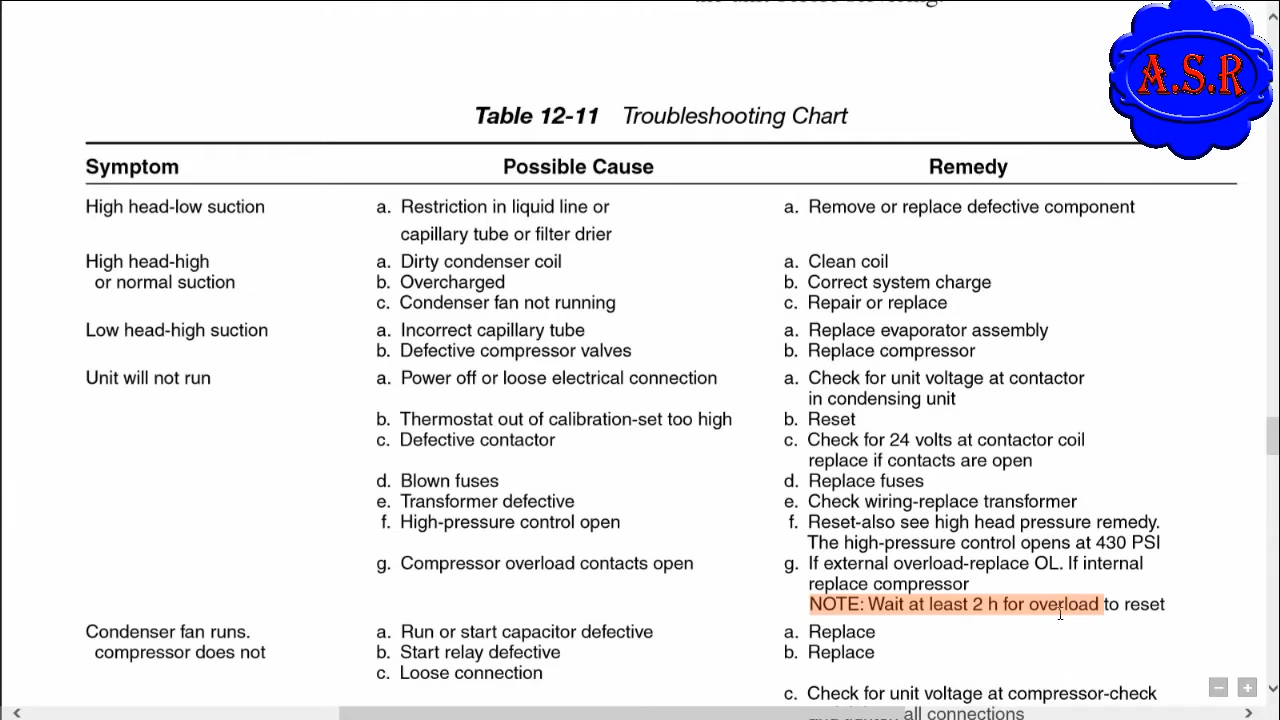 A.S.R
Table 12-11 Troubleshooting Chart
Symptom Possible Cause Remedy
High head-low suction a. Restriction in liquid line or a. Remove or replace defective component
capillary tube or filter drier
High head-high a. Dirty condenser coil a. Clean coil
or normal suction b. Overcharged b. Correct system charge
c. Condenser fan not running c. Repair or replace
Low head-high suction a. Incorrect capillary tube a. Replace evaporator assembly
b. Defective compressor valves b. Replace compressor
Unit will not run a. Power off or loose electrical connection a. Check for unit voltage at contactor
in condensing unit
b. Thermostat out of calibration-set too high b. Reset
c. Defective contactor c. Check for 24 volts at contactor coil
replace if contacts are open
d. Blown fuses d. Replace fuses
e. Transformer defective e. Check wiring-replace transformer
f. High-pressure control open f. Reset-also see high head pressure remedy.
The high-pressure control opens at 430 PSI
g. Compressor overload contacts open g. If external overload-replace OL. If internal
replace compressor
NOTE: Wait at least 2 h for overload to reset
Condenser fan runs. a. Run or start capacitor defective a. Replace
compressor does not b. Start relay defective b. Replace
c. Loose connection
c. Check for unit voltage at compressor-check
all connections